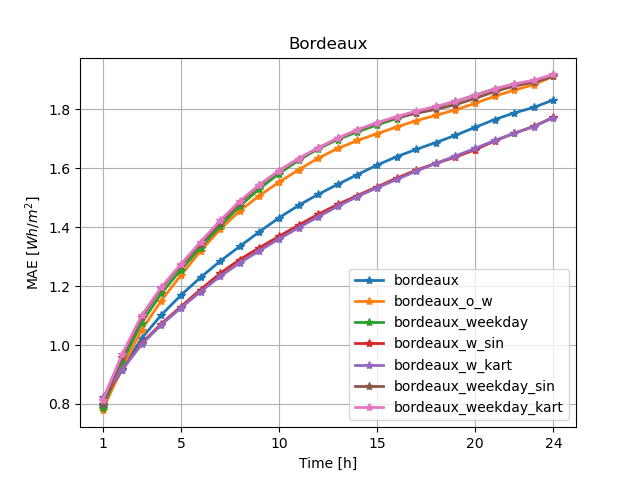 Bordeaux
MAE [Wh/m²]
1.8
1.6
1.4
1.2
1.0
0.8
1 5 10 15 20 24
Time [h]
bordeaux
bordeaux_o_w
bordeaux_weekday
bordeaux_w_sin
bordeaux_w_kart
bordeaux_weekday_sin
bordeaux_weekday_kart